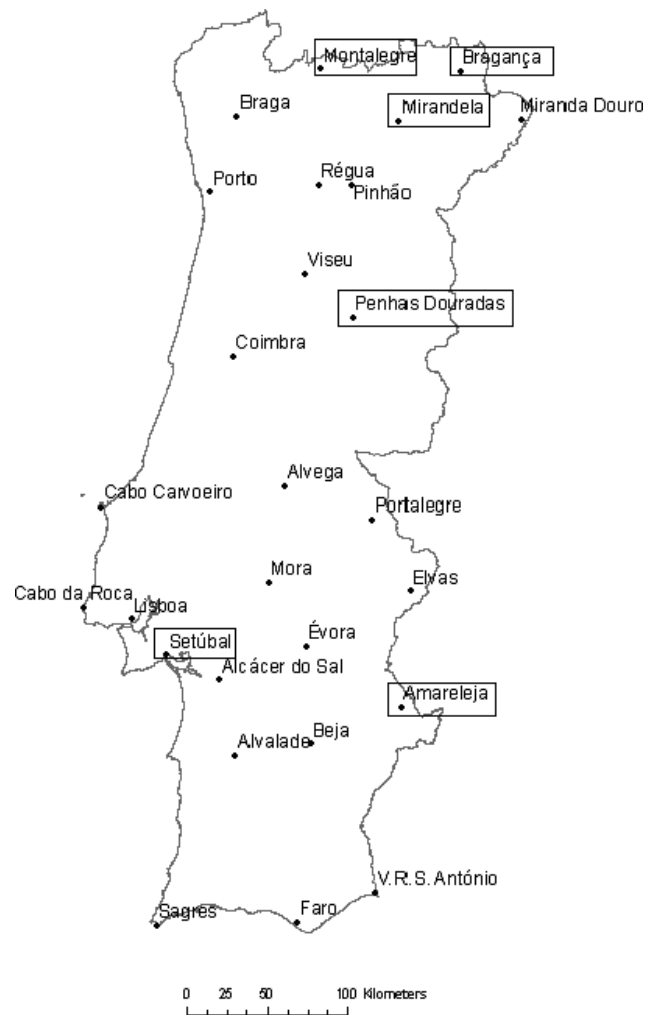 Montalegre
Bragança
Braga
Mirandela
Miranda Douro
Porto
Régua
Pinhão
Viseu
Penhas Douradas
Coimbra
Alvega
Cabo Carvoeiro
Portalegre
Mora
Elvas
Cabo da Roca
Lisboa
Évora
Setúbal
Alcácer do Sal
Amareleja
Beja
Alvalade
V.R.S. António
Faro
Sagres
0 25 50 100 Kilometers